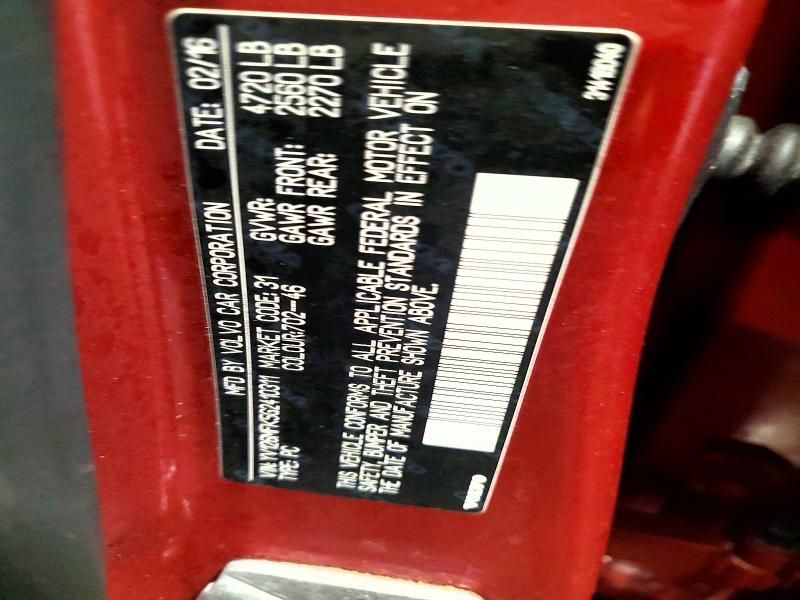 MFD BY VOLVO CAR CORPORATION DATE: 02/16
GVWR: 4720 LB
MARKET CODE: 31 GAWR FRONT: 2560 LB
TYPE: PC COLOUR:702-46 GAWR REAR: 2270 LB
THIS VEHICLE CONFORMS TO ALL APPLICABLE FEDERAL MOTOR VEHICLE
SAFETY, BUMPER AND THEFT PREVENTION STANDARDS IN EFFECT ON
THE DATE OF MANUFACTURE SHOWN ABOVE.
VOLVO